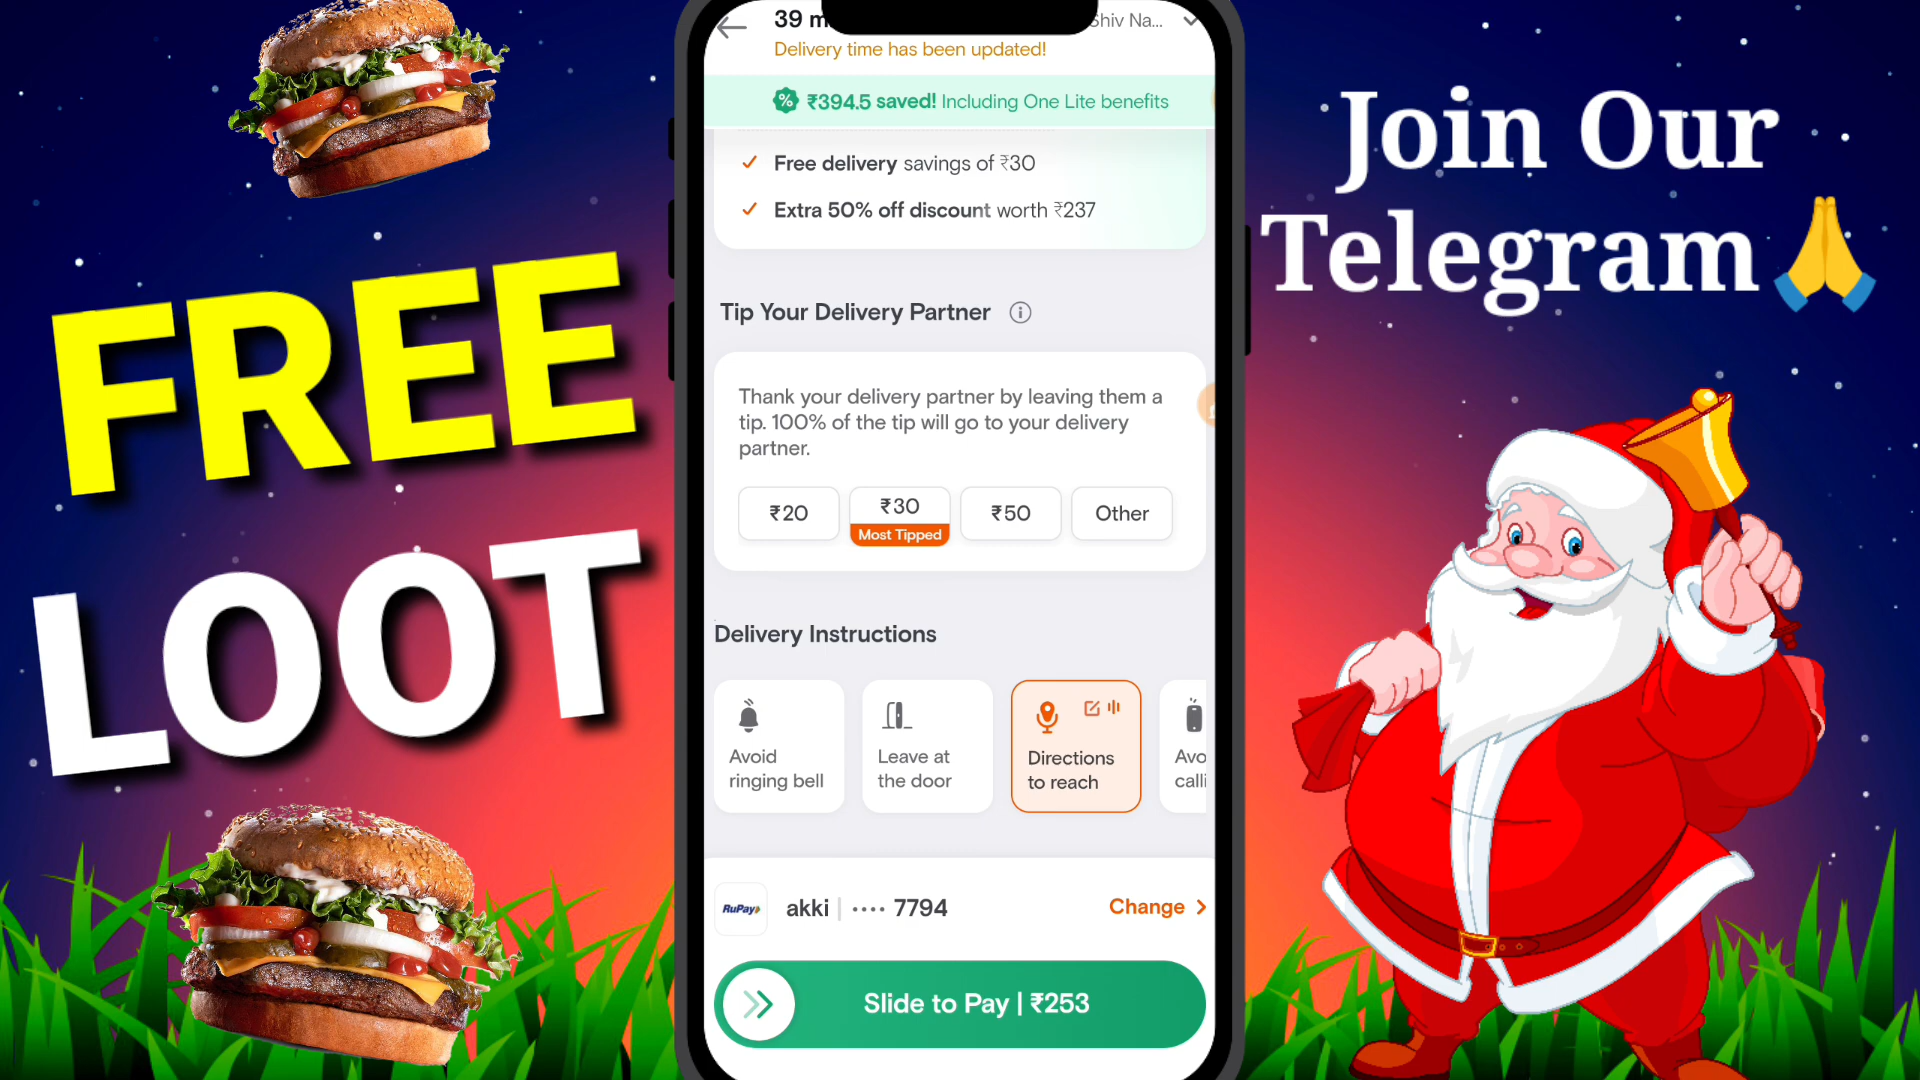 FREE
LOOT
39 m
Shiv Na...
Delivery time has been updated!
₹394.5 saved! Including One Lite benefits
Free delivery savings of ₹30
Extra 50% off discount worth ₹237
Tip Your Delivery Partner
Thank your delivery partner by leaving them a
tip. 100% of the tip will go to your delivery
partner.
₹20
₹30
Most Tipped
₹50
Other
Delivery Instructions
Avoid
ringing bell
Leave at
the door
Directions
to reach
Avo
calli
RuPay
akki | •••• 7794
Change
Slide to Pay | ₹253
Join Our
Telegram🙏